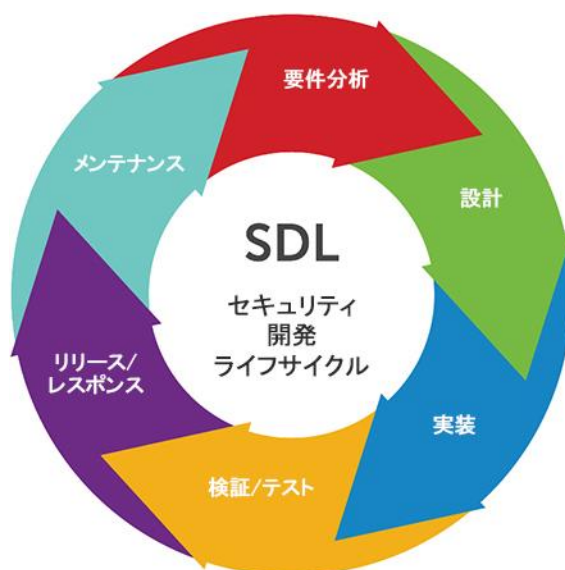 SDL
セキュリティ
開発
ライフサイクル
要件分析
設計
実装
検証/テスト
リリース/
レスポンス
メンテナンス